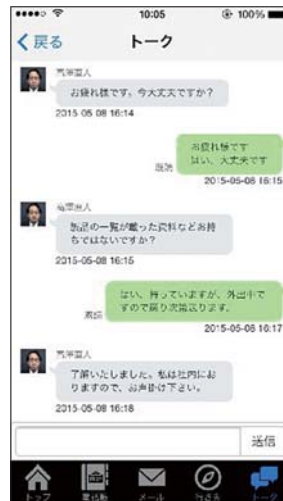 10:05
100%
戻る
トーク
お疲れ様です。今大丈夫ですか？
2015-05-08 16:14
お疲れ様です
はい、大丈夫です
既読
2015-05-08 16:15
製品の一覧が載った資料などお持
ちではないですか？
2015-05-08 16:15
はい、持っていますが、外出中で
すので戻り次第送ります。
既読
2015-05-08 16:17
了解いたしました。私は社内にお
りますので、お声掛け下さい。
2015-05-08 16:18
送信
トップ
電話帳
メール
行き先
トーク